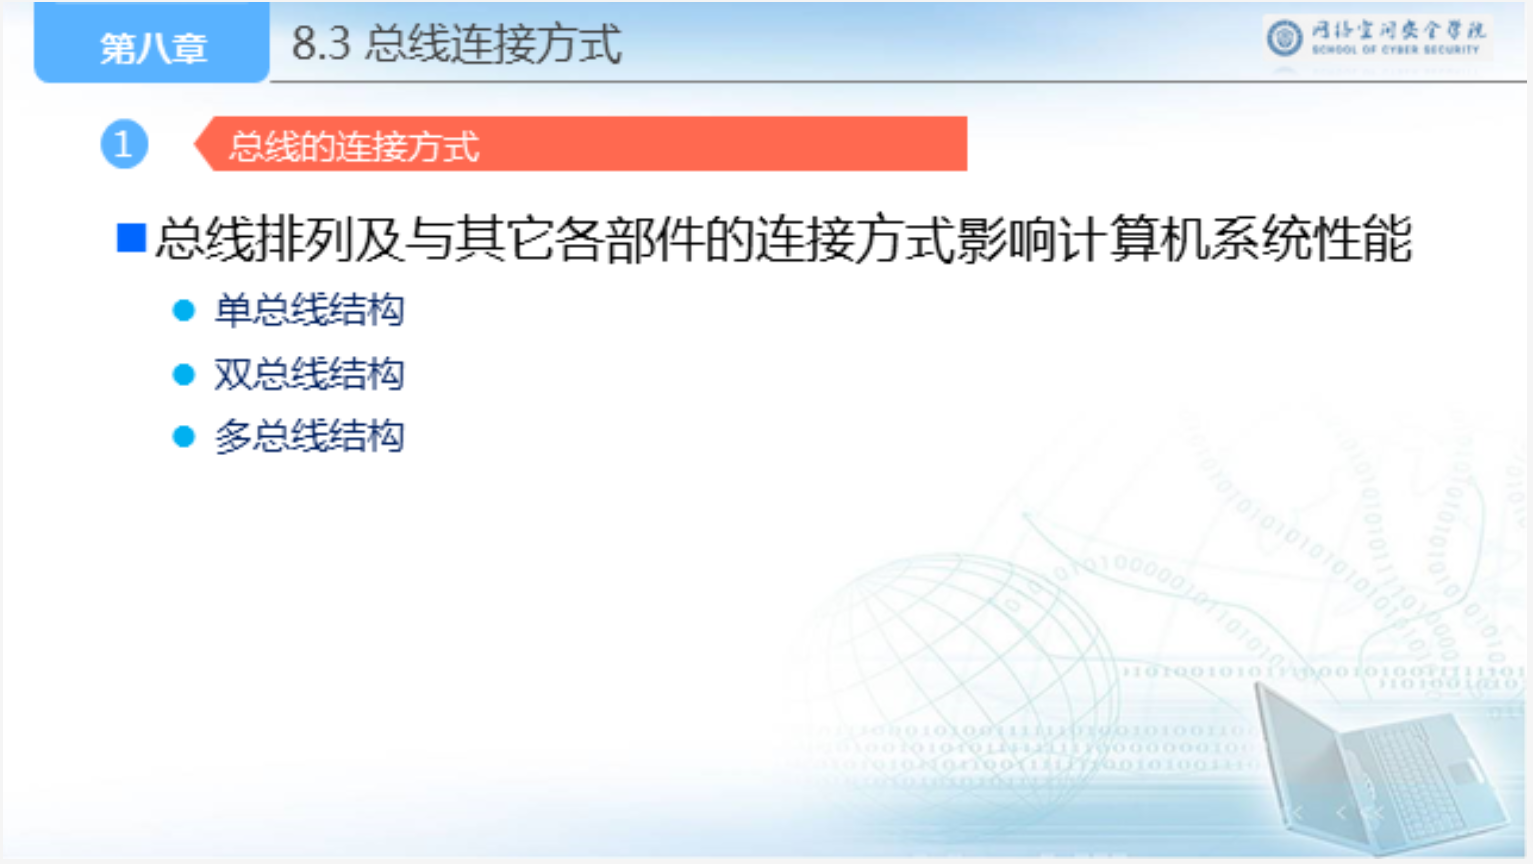 第八章
8.3 总线连接方式
网络空间安全学院
SCHOOL OF CYBER SECURITY
1
总线的连接方式
总线排列及与其它各部件的连接方式影响计算机系统性能
单总线结构
双总线结构
多总线结构